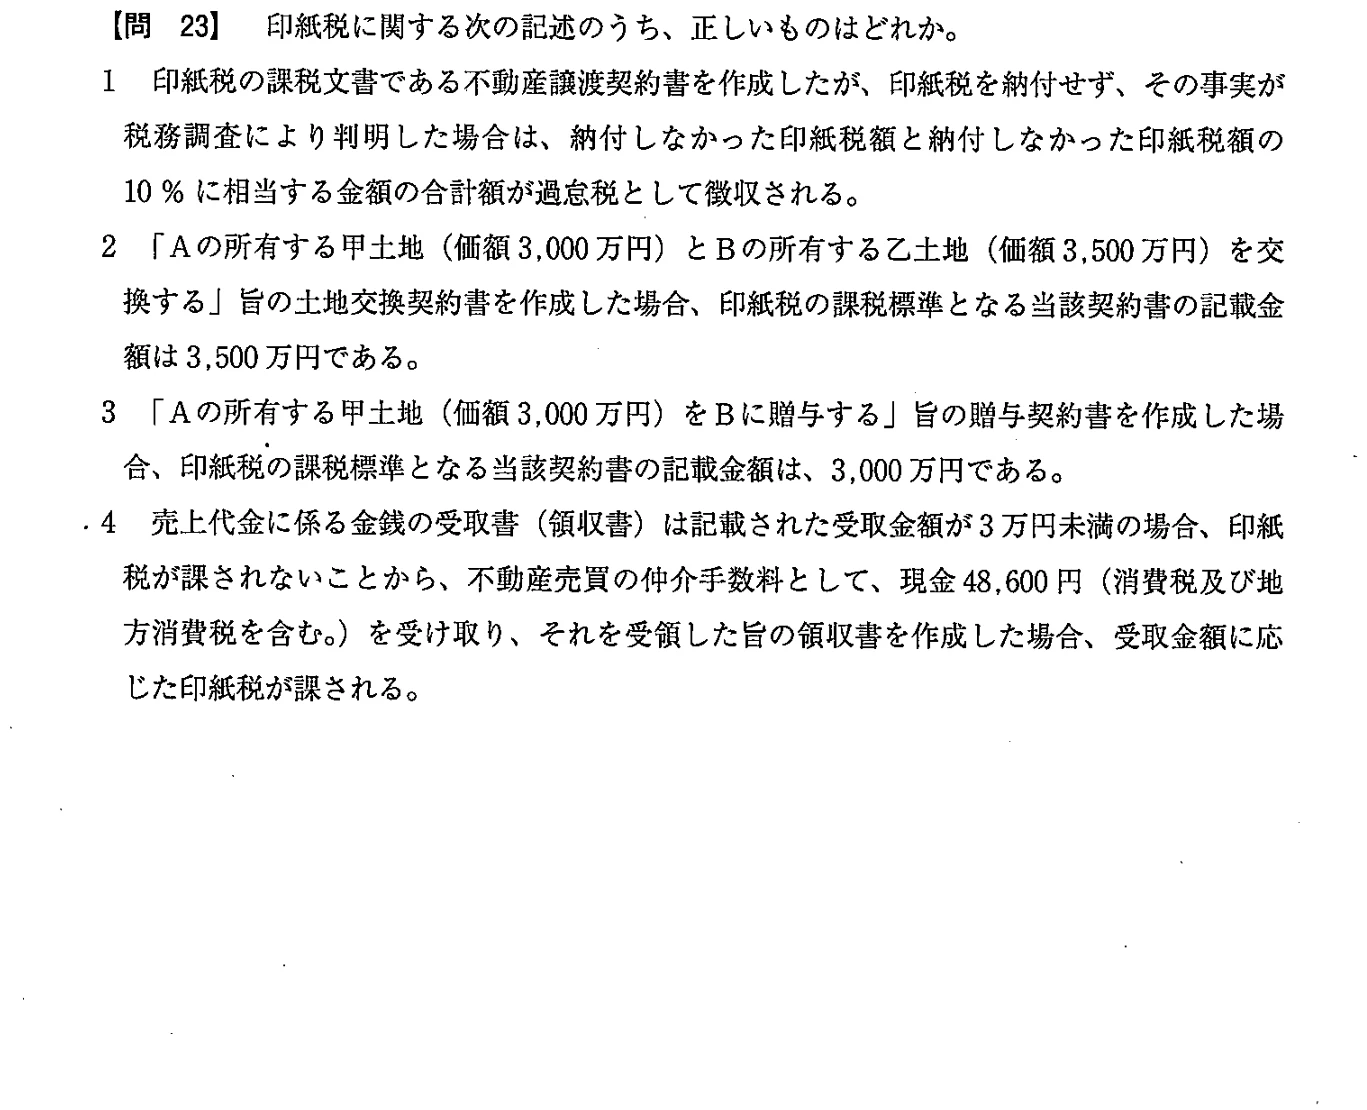 【問 23】 印紙税に関する次の記述のうち、正しいものはどれか。
1 印紙税の課税文書である不動産譲渡契約書を作成したが、印紙税を納付せず、その事実が
税務調査により判明した場合は、納付しなかった印紙税額と納付しなかった印紙税額の
10 % に相当する金額の合計額が過怠税として徴収される。
2 「Aの所有する甲土地（価額 3,000 万円）とBの所有する乙土地（価額 3,500 万円）を交
換する」旨の土地交換契約書を作成した場合、印紙税の課税標準となる当該契約書の記載金
額は 3,500 万円である。
3 「Aの所有する甲土地（価額 3,000 万円）をBに贈与する」旨の贈与契約書を作成した場
合、印紙税の課税標準となる当該契約書の記載金額は、3,000 万円である。
4 売上代金に係る金銭の受取書（領収書）は記載された受取金額が 3 万円未満の場合、印紙
税が課されないことから、不動産売買の仲介手数料として、現金 48,600 円（消費税及び地
方消費税を含む。）を受け取り、それを受領した旨の領収書を作成した場合、受取金額に応
じた印紙税が課される。